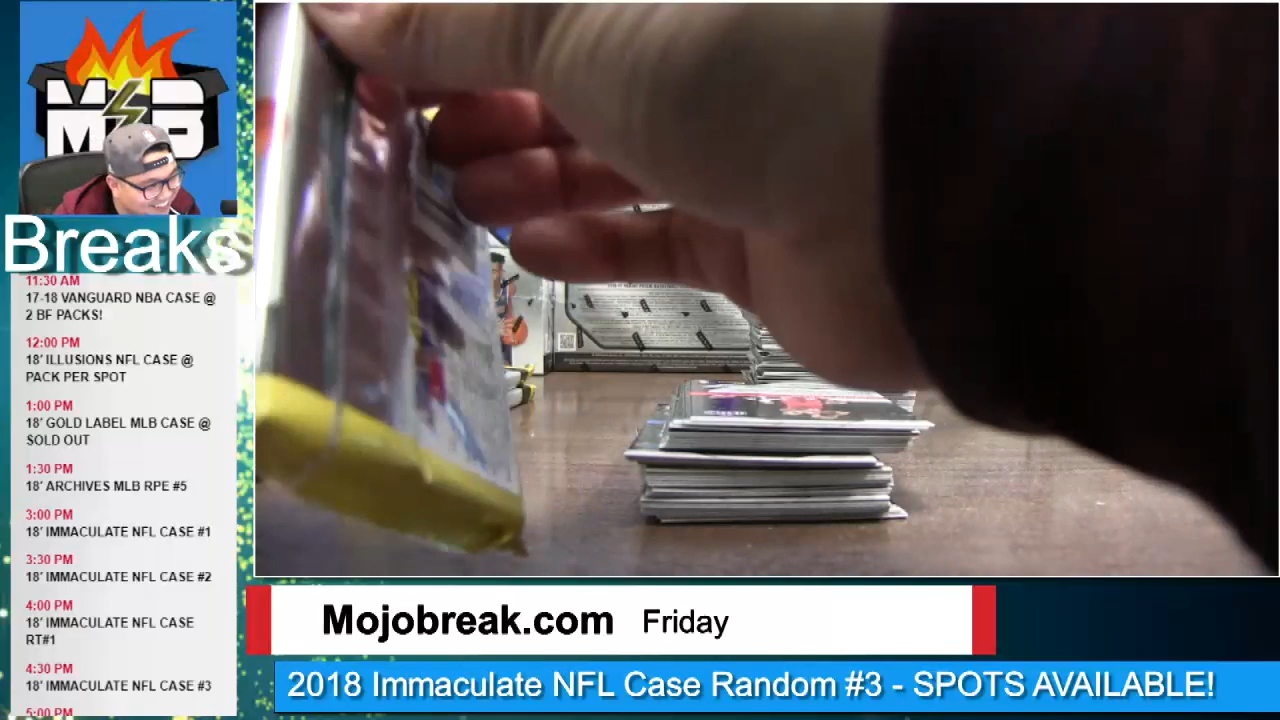 M B
M B
Breaks
11:30 AM
17-18 VANGUARD NBA CASE @
2 BF PACKS!
12:00 PM
18' ILLUSIONS NFL CASE @
PACK PER SPOT
1:00 PM
18' GOLD LABEL MLB CASE @
SOLD OUT
1:30 PM
18' ARCHIVES MLB RPE #5
3:00 PM
18' IMMACULATE NFL CASE #1
3:30 PM
18' IMMACULATE NFL CASE #2
4:00 PM
18' IMMACULATE NFL CASE
RT#1
4:30 PM
18' IMMACULATE NFL CASE #3
5:00 PM
Mojobreak.com Friday
2018 Immaculate NFL Case Random #3 - SPOTS AVAILABLE!